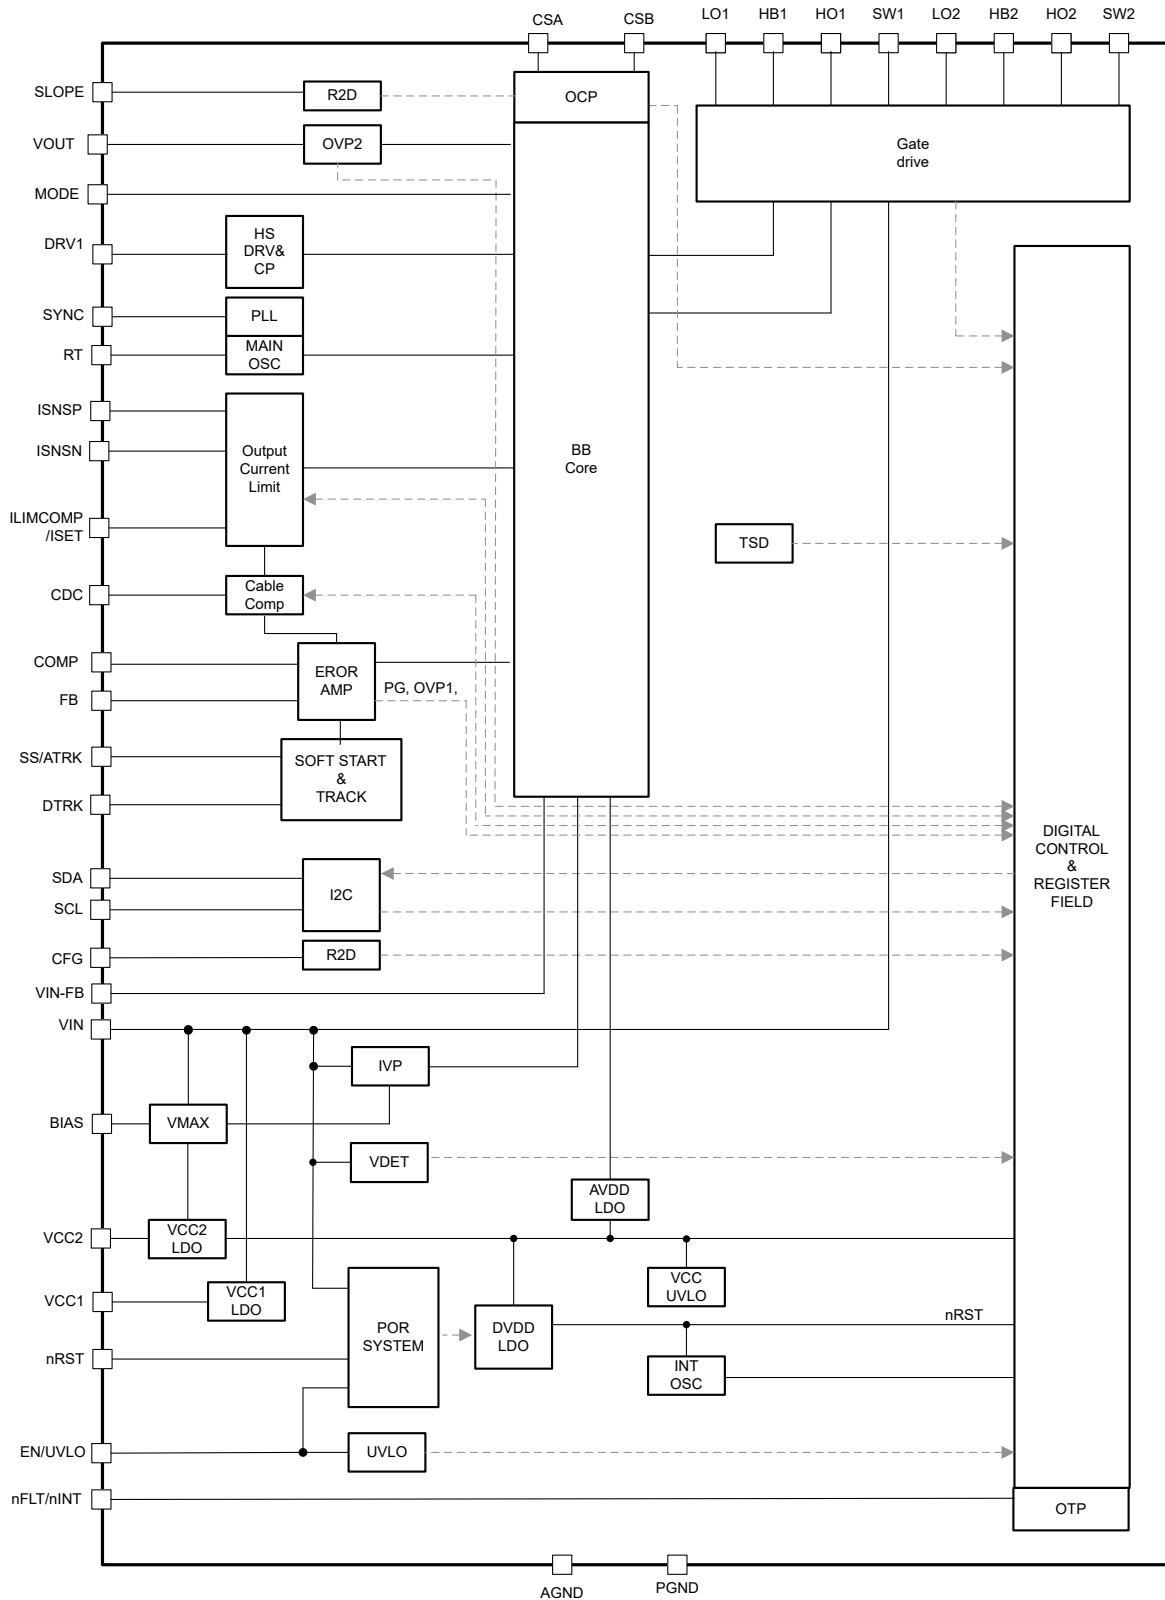 CSA
CSB
LO1
HB1
HO1
SW1
LO2
HB2
HO2
SW2
SLOPE
R2D
OCP
VOUT
OVP2
Gate
drive
MODE
DRV1
HS
DRV&
CP
SYNC
PLL
RT
MAIN
OSC
ISNSP
ISNSN
Output
Current
Limit
BB
Core
ILIMCOMP
/ISET
TSD
CDC
Cable
Comp
COMP
EROR
AMP
PG, OVP1,
FB
SS/ATRK
SOFT START
&
TRACK
DTRK
DIGITAL
CONTROL
&
REGISTER
FIELD
SDA
I2C
SCL
CFG
R2D
VIN-FB
VIN
IVP
BIAS
VMAX
VDET
AVDD
LDO
VCC2
VCC2
LDO
VCC
UVLO
VCC1
VCC1
LDO
POR
SYSTEM
DVDD
LDO
nRST
nRST
INT
OSC
EN/UVLO
UVLO
nFLT/nINT
OTP
AGND
PGND